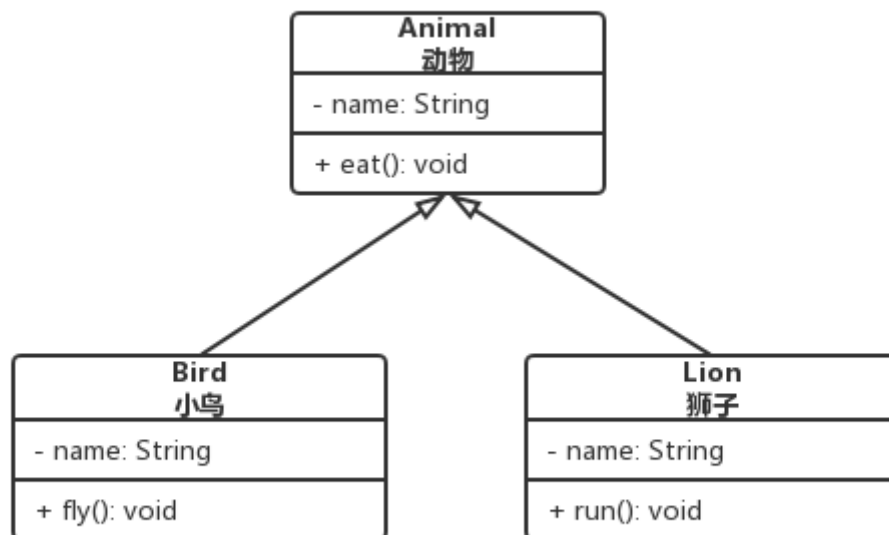 Animal
动物
- name: String
+ eat(): void
Bird
小鸟
- name: String
+ fly(): void
Lion
狮子
- name: String
+ run(): void